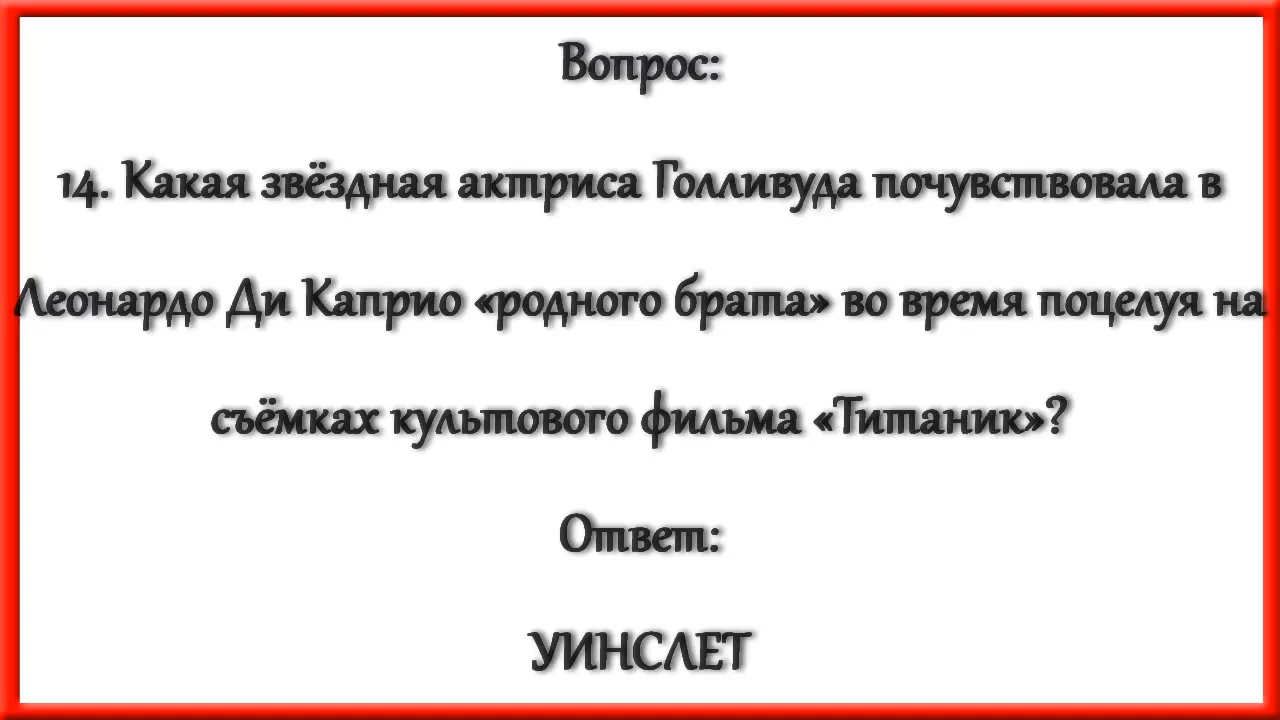 Вопрос:
14. Какая звёздная актриса Голливуда почувствовала в
Леонардо Ди Каприо «родного брата» во время поцелуя на
съёмках культового фильма «Титаник»?
Ответ:
УИНСЛЕТ